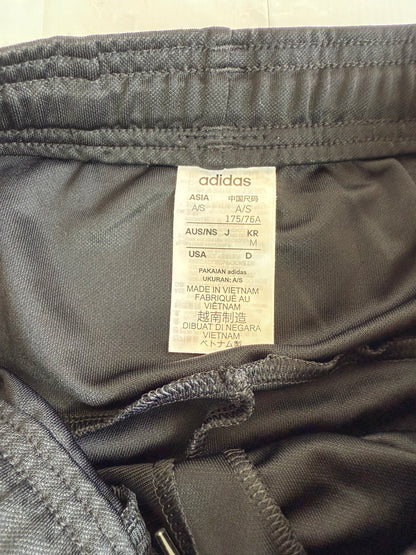 adidas
ASIA 中国尺码
A/S A/S
175/76A
AUS/NS J KR
M
USA D
PAKAIAN adidas
UKURAN: A/S
MADE IN VIETNAM
FABRIQUÉ AU
VIETNAM
越南制造
DIBUAT DI NEGARA
VIETNAM
ベトナム製